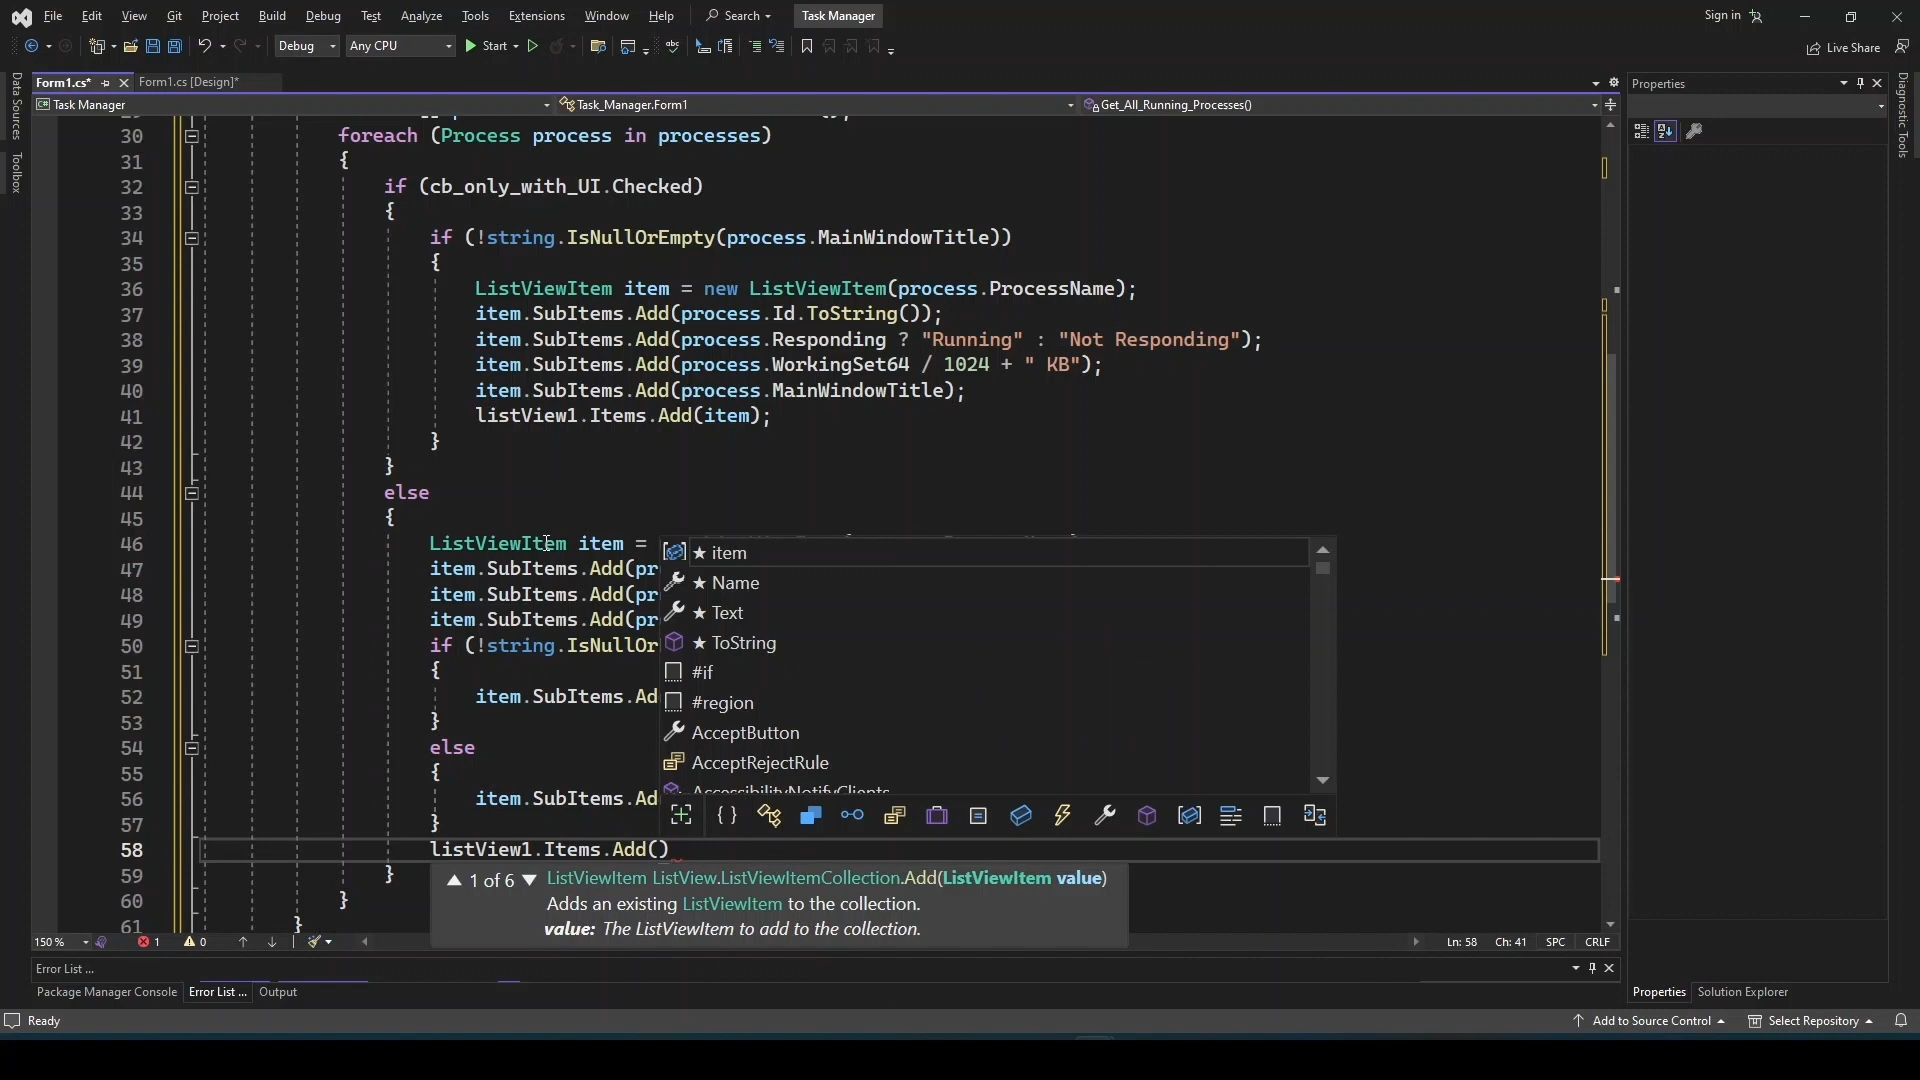 File Edit View Git Project Build Debug Test Analyze Tools Extensions Window Help Search Task Manager Sign in
Debug Any CPU Start Live Share
Form1.cs* Form1.cs [Design]* Properties
Task Manager Task_Manager.Form1 Get_All_Running_Processes()
Data Sources
Toolbox
Diagnostic Tools
30 foreach (Process process in processes)
31 {
32 if (cb_only_with_UI.Checked)
33 {
34 if (!string.IsNullOrEmpty(process.MainWindowTitle))
35 {
36 ListViewItem item = new ListViewItem(process.ProcessName);
37 item.SubItems.Add(process.Id.ToString());
38 item.SubItems.Add(process.Responding ? "Running" : "Not Responding");
39 item.SubItems.Add(process.WorkingSet64 / 1024 + " KB");
40 item.SubItems.Add(process.MainWindowTitle);
41 listView1.Items.Add(item);
42 }
43 }
44 else
45 {
46 ListViewItem item =
47 item.SubItems.Add(pr
48 item.SubItems.Add(pr
49 item.SubItems.Add(pr
50 if (!string.IsNullOr
51 {
52 item.SubItems.Ad
53 }
54 else
55 {
56 item.SubItems.Ad
57 }
58 listView1.Items.Add()
59 }
60 }
61 }
★ item
★ Name
★ Text
★ ToString
#if
#region
AcceptButton
AcceptRejectRule
AccessibilityNotifyClients
1 of 6 ListViewItem ListView.ListViewItemCollection.Add(ListViewItem value)
Adds an existing ListViewItem to the collection.
value: The ListViewItem to add to the collection.
150 % 1 0 Ln: 58 Ch: 41 SPC CRLF
Error List ...
Package Manager Console Error List ... Output Properties Solution Explorer
Ready Add to Source Control Select Repository